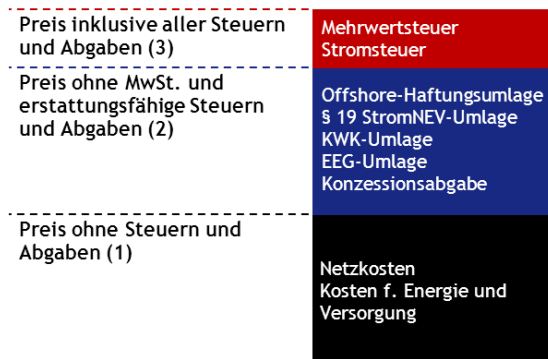 Preis inklusive aller Steuern
und Abgaben (3)
Mehrwertsteuer
Stromsteuer
Preis ohne MwSt. und
erstattungsfähige Steuern
und Abgaben (2)
Offshore-Haftungsumlage
§ 19 StromNEV-Umlage
KWK-Umlage
EEG-Umlage
Konzessionsabgabe
Preis ohne Steuern und
Abgaben (1)
Netzkosten
Kosten f. Energie und
Versorgung